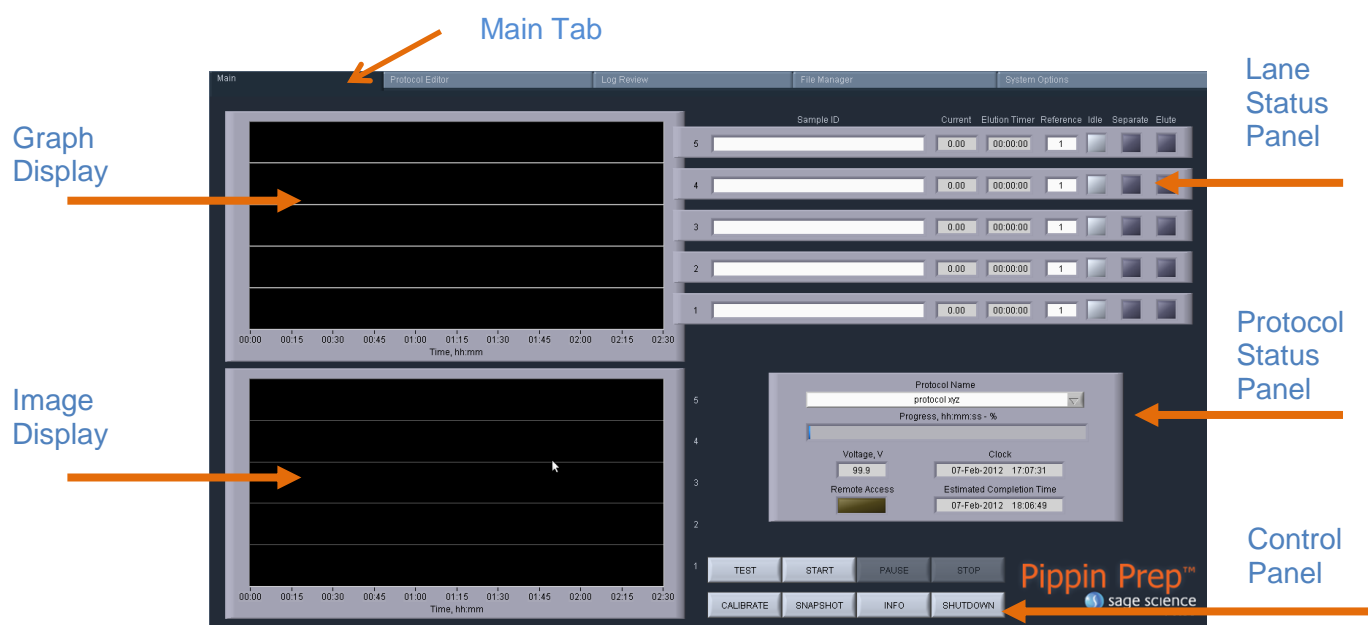 Main Tab
Main
Protocol Editor
Log Review
File Manager
System Options
Graph
Display
Lane
Status
Panel
Sample ID
Current
Elution Timer
Reference
Idle
Separate
Elute
5 0.00 00:00:00 1
4 0.00 00:00:00 1
3 0.00 00:00:00 1
2 0.00 00:00:00 1
1 0.00 00:00:00 1
00:00 00:15 00:30 00:45 01:00 01:15 01:30 01:45 02:00 02:15 02:30
Time, hh:mm
Image
Display
5
4
3
2
1
00:00 00:15 00:30 00:45 01:00 01:15 01:30 01:45 02:00 02:15 02:30
Time, hh:mm
Protocol
Status
Panel
Protocol Name
protocol xyz
Progress, hh:mm:ss - %
Voltage, V
99.9
Clock
07-Feb-2012 17:07:31
Remote Access
Estimated Completion Time
07-Feb-2012 18:06:49
Control
Panel
TEST
START
PAUSE
STOP
CALIBRATE
SNAPSHOT
INFO
SHUTDOWN
Pippin Prep™
sage science